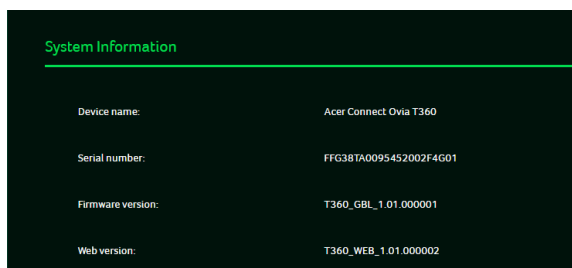 System Information
Device name: Acer Connect Ovia T360
Serial number: FFG38TA0095452002F4G01
Firmware version: T360_GBL_1.01.000001
Web version: T360_WEB_1.01.000002